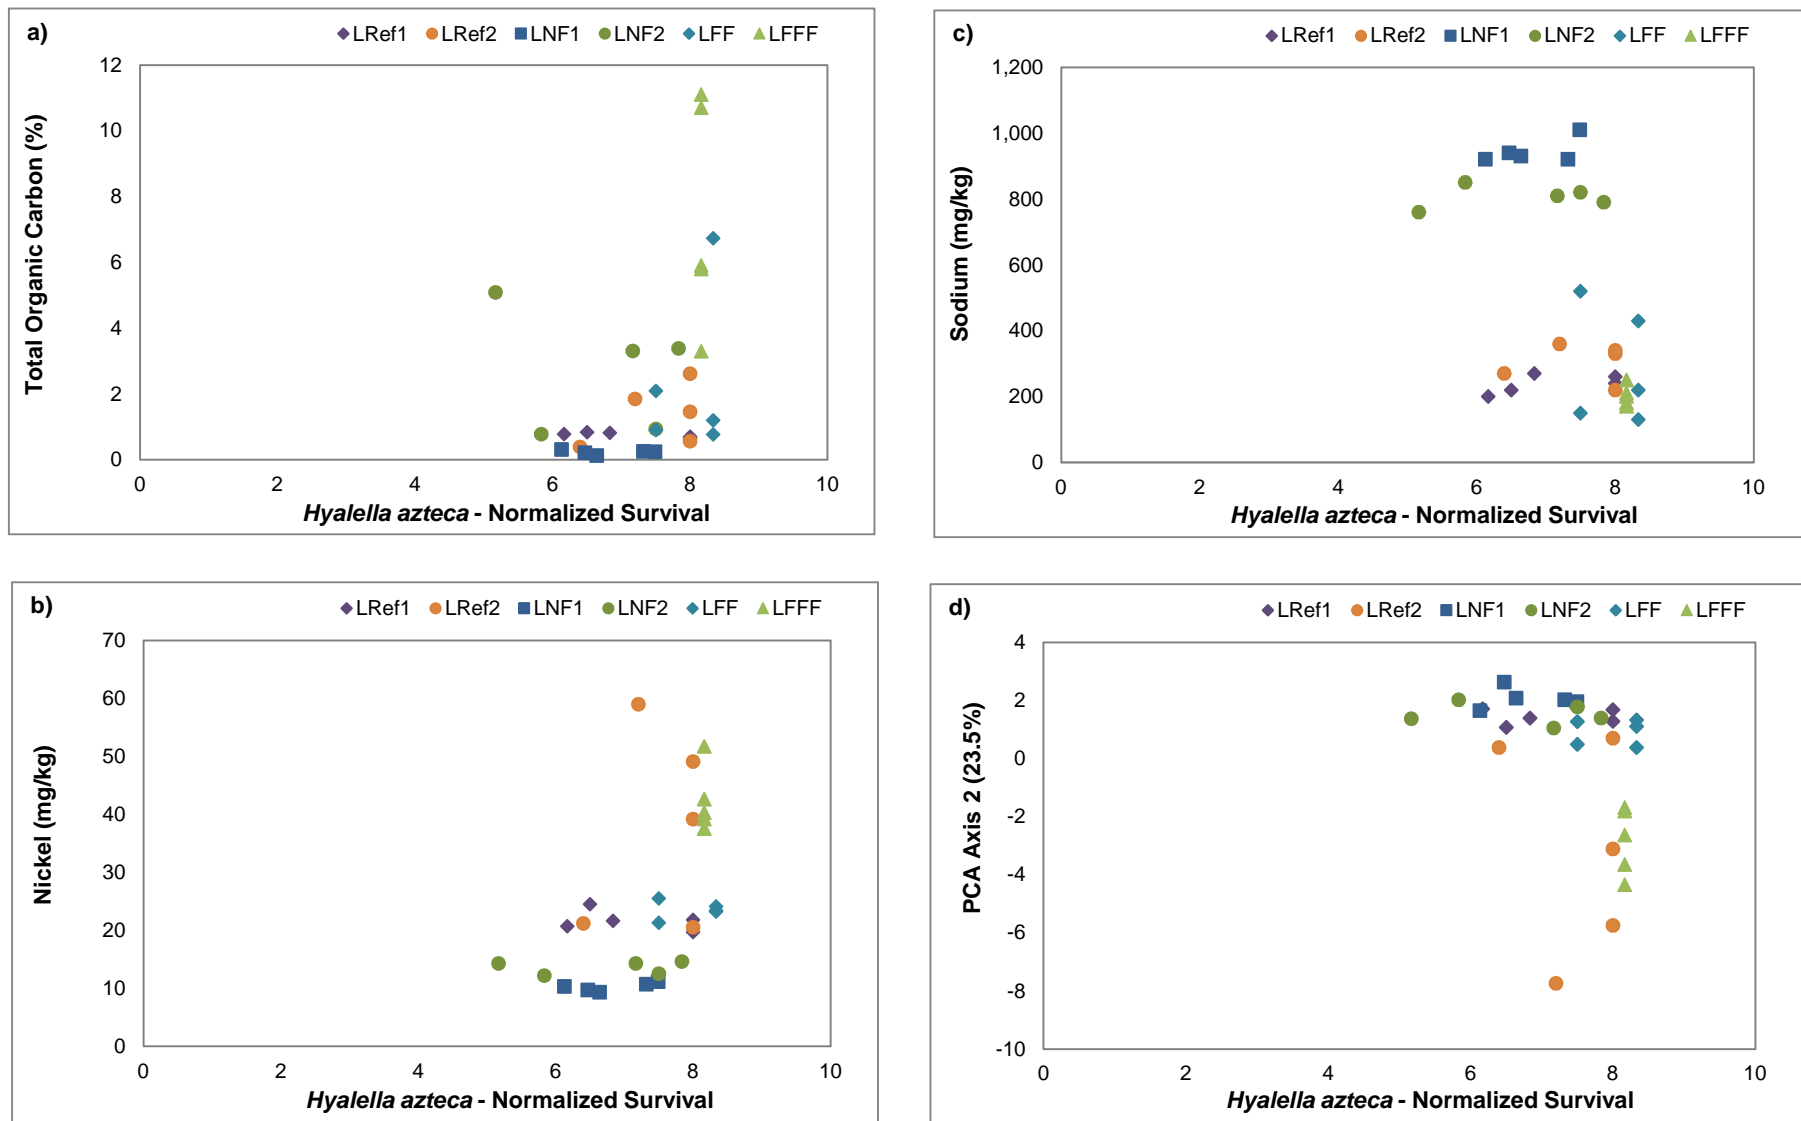 a)
LRef1 LRef2 LNF1 LNF2 LFF LFFF
12
10
8
6
4
2
0
Total Organic Carbon (%)
0 2 4 6 8 10
Hyalella azteca - Normalized Survival
c)
LRef1 LRef2 LNF1 LNF2 LFF LFFF
1,200
1,000
800
600
400
200
0
Sodium (mg/kg)
0 2 4 6 8 10
Hyalella azteca - Normalized Survival
b)
LRef1 LRef2 LNF1 LNF2 LFF LFFF
70
60
50
40
30
20
10
0
Nickel (mg/kg)
0 2 4 6 8 10
Hyalella azteca - Normalized Survival
d)
LRef1 LRef2 LNF1 LNF2 LFF LFFF
4
2
0
-2
-4
-6
-8
-10
PCA Axis 2 (23.5%)
0 2 4 6 8 10
Hyalella azteca - Normalized Survival